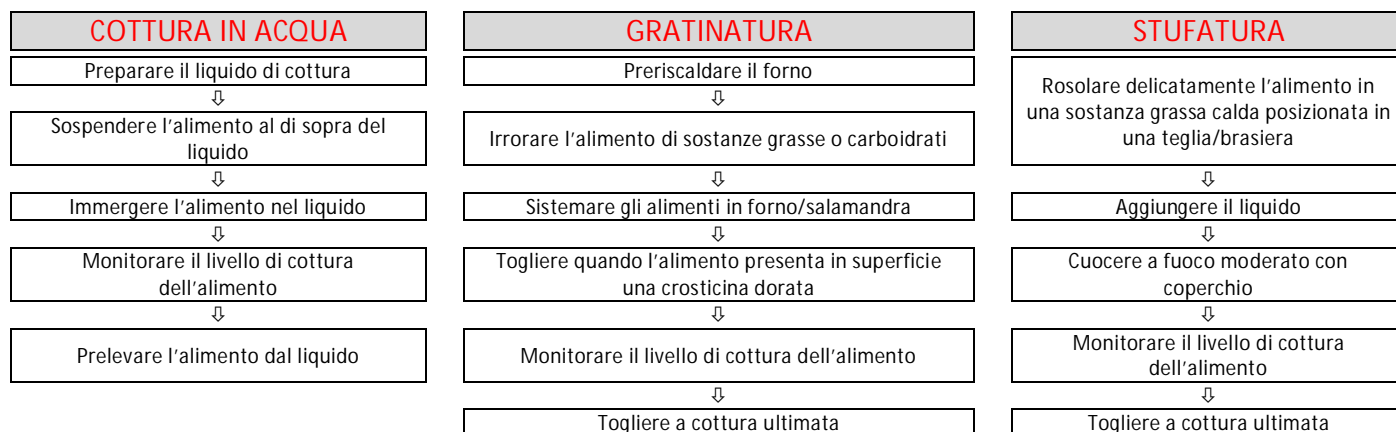 COTTURA IN ACQUA
Preparare il liquido di cottura
⇩
Sospendere l'alimento al di sopra del
liquido
⇩
Immergere l'alimento nel liquido
⇩
Monitorare il livello di cottura
dell'alimento
⇩
Prelevare l'alimento dal liquido
GRATINATURA
Preriscaldare il forno
⇩
Irrorare l'alimento di sostanze grasse o carboidrati
⇩
Sistemare gli alimenti in forno/salamandra
⇩
Togliere quando l'alimento presenta in superficie
una crosticina dorata
⇩
Monitorare il livello di cottura dell'alimento
⇩
Togliere a cottura ultimata
STUFATURA
Rosolare delicatamente l'alimento in
una sostanza grassa calda posizionata in
una teglia/brasiera
⇩
Aggiungere il liquido
⇩
Cuocere a fuoco moderato con
coperchio
⇩
Monitorare il livello di cottura
dell'alimento
⇩
Togliere a cottura ultimata